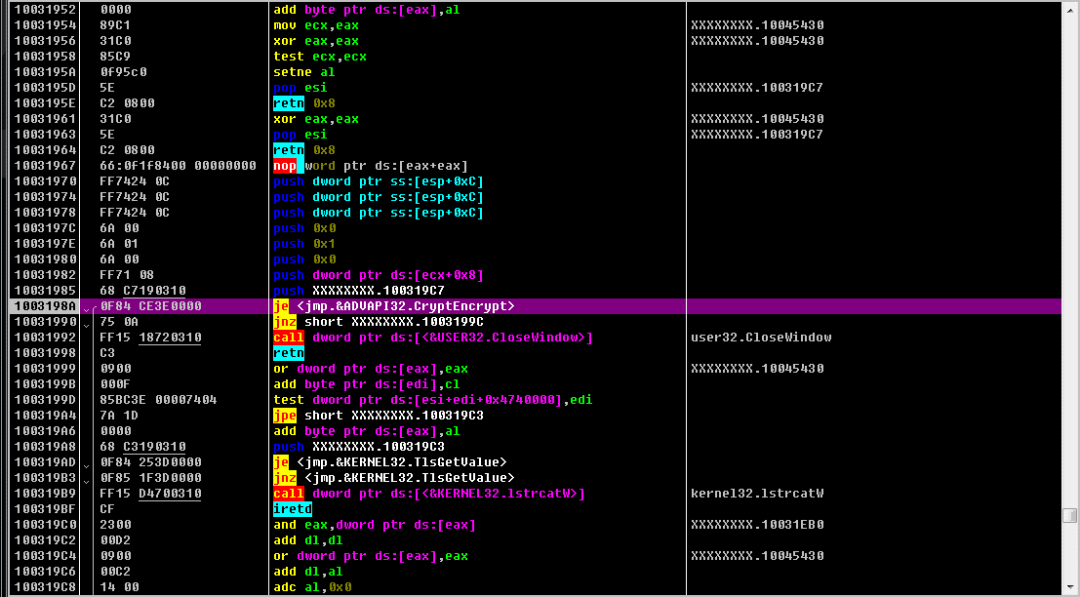 10031952 0000 add byte ptr ds:[eax],al
10031954 89C1 mov ecx,eax XXXXXXXX.10045430
10031956 31C0 xor eax,eax XXXXXXXX.10045430
10031958 85C9 test ecx,ecx
1003195A 0f95c0 setne al
1003195D 5E pop esi XXXXXXXX.100319C7
1003195E C2 0800 retn 0x8
10031961 31C0 xor eax,eax XXXXXXXX.10045430
10031963 5E pop esi XXXXXXXX.100319C7
10031964 C2 0800 retn 0x8
10031967 66:0F1F8400 00000000 nop word ptr ds:[eax+eax]
10031970 FF7424 0C push dword ptr ss:[esp+0xC]
10031974 FF7424 0C push dword ptr ss:[esp+0xC]
10031978 FF7424 0C push dword ptr ss:[esp+0xC]
1003197C 6A 00 push 0x0
1003197E 6A 01 push 0x1
10031980 6A 00 push 0x0
10031982 FF71 08 push dword ptr ds:[ecx+0x8]
10031985 68 C7190310 push XXXXXXXX.100319C7
1003198A 0F84 CE3E0000 je <jmp.&ADVAPI32.CryptEncrypt>
10031990 75 0A jnz short XXXXXXXX.1003199C
10031992 FF15 18720310 call dword ptr ds:[<&USER32.CloseWindow>] user32.CloseWindow
10031998 C3 retn
10031999 0900 or dword ptr ds:[eax],eax XXXXXXXX.10045430
1003199B 000F add byte ptr ds:[edi],cl
1003199D 85BC3E 00007404 test dword ptr ds:[esi+edi+0x4740000],edi
100319A4 7A 1D jpe short XXXXXXXX.100319C3
100319A6 0000 add byte ptr ds:[eax],al
100319A8 68 C3190310 push XXXXXXXX.100319C3
100319AD 0F84 253D0000 je <jmp.&KERNEL32.TlsGetValue>
100319B3 0F85 1F3D0000 jnz <jmp.&KERNEL32.TlsGetValue>
100319B9 FF15 D4700310 call dword ptr ds:[<&KERNEL32.lstrcatW>] kernel32.lstrcatW
100319BF CF iretd
100319C0 2300 and eax,dword ptr ds:[eax] XXXXXXXX.10031EB0
100319C2 00D2 add dl,dl
100319C4 0900 or dword ptr ds:[eax],eax XXXXXXXX.10045430
100319C6 00C2 add dl,al
100319C8 14 00 adc al,0x0